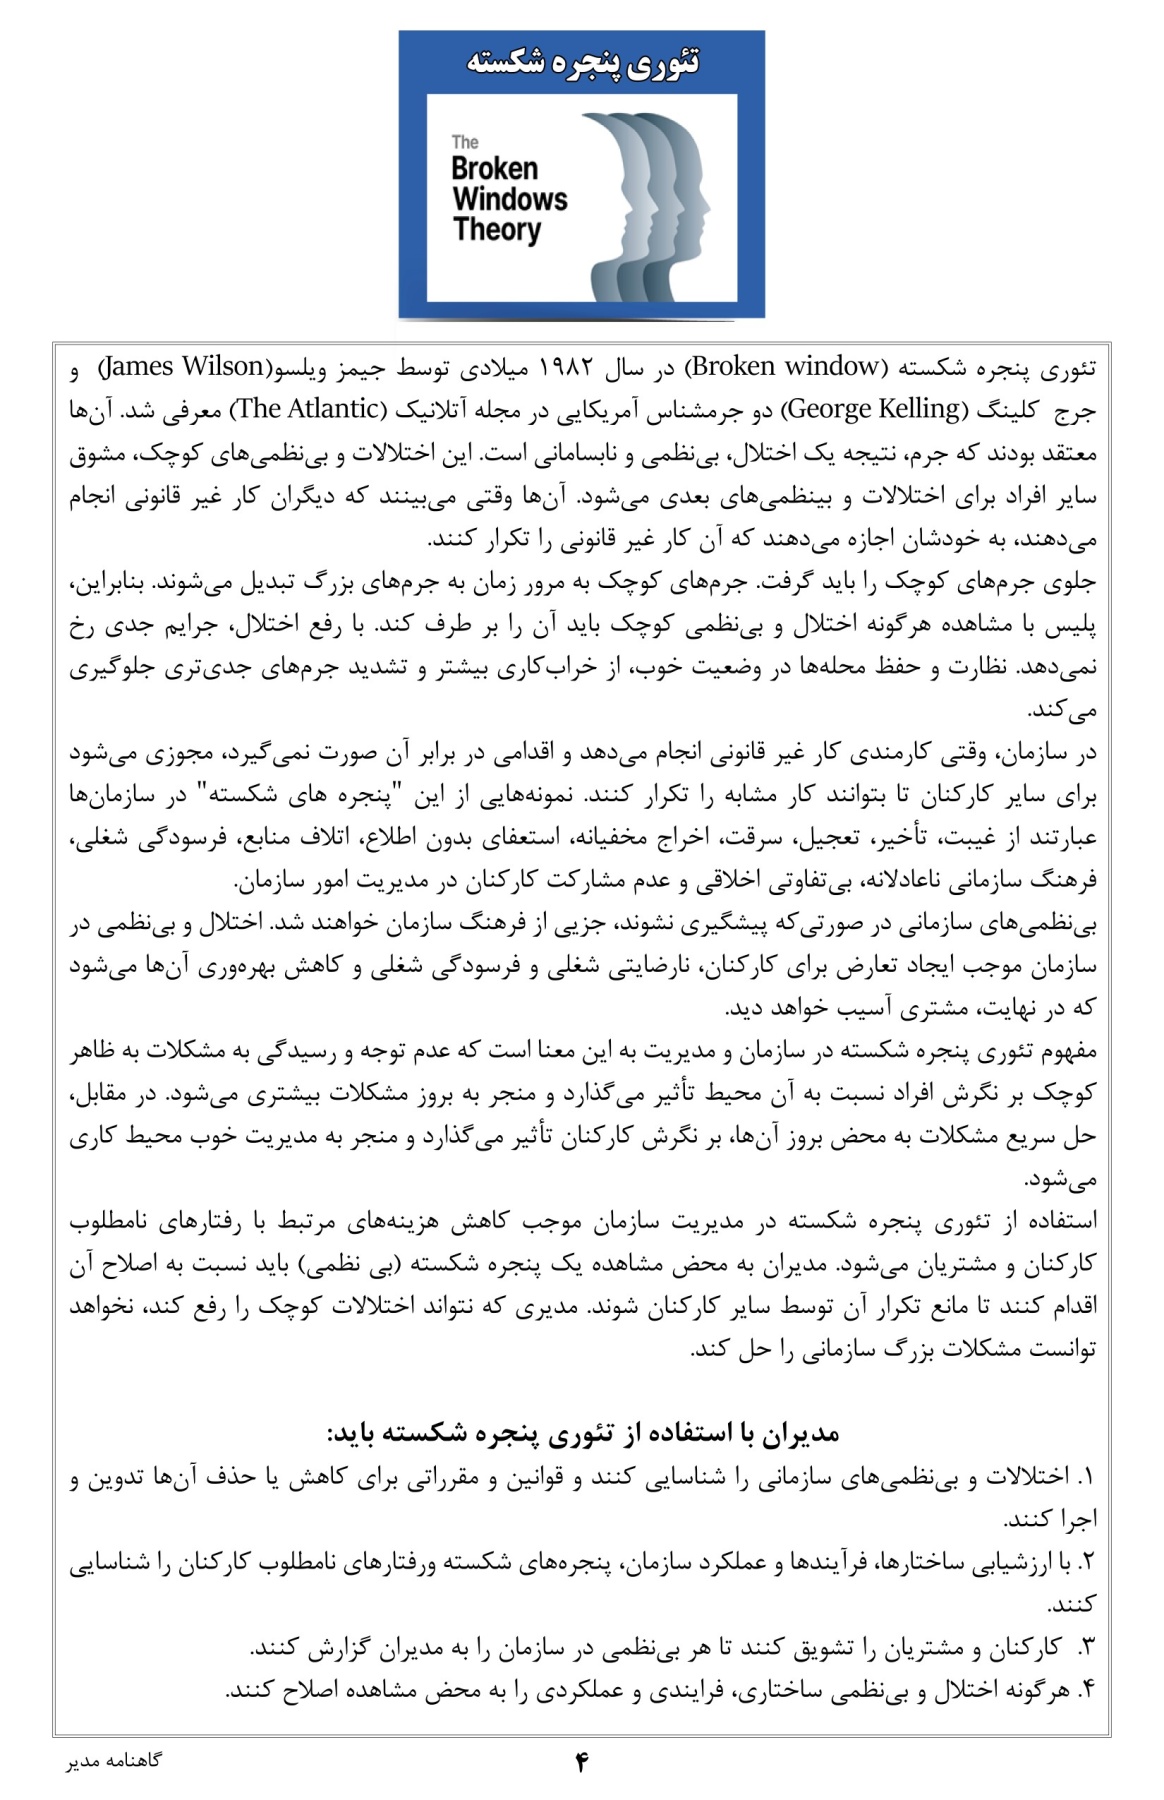 تئوری پنجره شکسته
The
Broken
Windows
Theory
تئوری پنجره شکسته (Broken window) در سال ۱۹۸۲ میلادی توسط جیمز ویلسو(James Wilson) و
جرج کلینگ (George Kelling) دو جرمشناس آمریکایی در مجله آتلانیک (The Atlantic) معرفی شد. آن‌ها
معتقد بودند که جرم، نتیجه یک اختلال، بی‌نظمی و نابسامانی است. این اختلالات و بی‌نظمی‌های کوچک، مشوق
سایر افراد برای اختلالات و بینظمی‌های بعدی می‌شود. آن‌ها وقتی می‌بینند که دیگران کار غیر قانونی انجام
می‌دهند، به خودشان اجازه می‌دهند که آن کار غیر قانونی را تکرار کنند.
جلوی جرم‌های کوچک را باید گرفت. جرم‌های کوچک به مرور زمان به جرم‌های بزرگ تبدیل می‌شوند. بنابراین،
پلیس با مشاهده هرگونه اختلال و بی‌نظمی کوچک باید آن را بر طرف کند. با رفع اختلال، جرایم جدی رخ
نمی‌دهد. نظارت و حفظ محله‌ها در وضعیت خوب، از خراب‌کاری بیشتر و تشدید جرم‌های جدی‌تری جلوگیری
می‌کند.
در سازمان، وقتی کارمندی کار غیر قانونی انجام می‌دهد و اقدامی در برابر آن صورت نمی‌گیرد، مجوزی می‌شود
برای سایر کارکنان تا بتوانند کار مشابه را تکرار کنند. نمونه‌هایی از این "پنجره های شکسته" در سازمان‌ها
عبارتند از غیبت، تأخیر، تعجیل، سرقت، اخراج مخفیانه، استعفای بدون اطلاع، اتلاف منابع، فرسودگی شغلی،
فرهنگ سازمانی ناعادلانه، بی‌تفاوتی اخلاقی و عدم مشارکت کارکنان در مدیریت امور سازمان.
بی‌نظمی‌های سازمانی در صورتی‌که پیشگیری نشوند، جزیی از فرهنگ سازمان خواهند شد. اختلال و بی‌نظمی در
سازمان موجب ایجاد تعارض برای کارکنان، نارضایتی شغلی و فرسودگی شغلی و کاهش بهره‌وری آن‌ها می‌شود
که در نهایت، مشتری آسیب خواهد دید.
مفهوم تئوری پنجره شکسته در سازمان و مدیریت به این معنا است که عدم توجه و رسیدگی به مشکلات به ظاهر
کوچک بر نگرش افراد نسبت به آن محیط تأثیر می‌گذارد و منجر به بروز مشکلات بیشتری می‌شود. در مقابل،
حل سریع مشکلات به محض بروز آن‌ها، بر نگرش کارکنان تأثیر می‌گذارد و منجر به مدیریت خوب محیط کاری
می‌شود.
استفاده از تئوری پنجره شکسته در مدیریت سازمان موجب کاهش هزینه‌های مرتبط با رفتارهای نامطلوب
کارکنان و مشتریان می‌شود. مدیران به محض مشاهده یک پنجره شکسته (بی نظمی) باید نسبت به اصلاح آن
اقدام کنند تا مانع تکرار آن توسط سایر کارکنان شوند. مدیری که نتواند اختلالات کوچک را رفع کند، نخواهد
توانست مشکلات بزرگ سازمانی را حل کند.
مدیران با استفاده از تئوری پنجره شکسته باید:
۱. اختلالات و بی‌نظمی‌های سازمانی را شناسایی کنند و قوانین و مقرراتی برای کاهش یا حذف آن‌ها تدوین و
اجرا کنند.
۲. با ارزشیابی ساختارها، فرآیندها و عملکرد سازمان، پنجره‌های شکسته ورفتارهای نامطلوب کارکنان را شناسایی
کنند.
۳. کارکنان و مشتریان را تشویق کنند تا هر بی‌نظمی در سازمان را به مدیران گزارش کنند.
۴. هرگونه اختلال و بی‌نظمی ساختاری، فرایندی و عملکردی را به محض مشاهده اصلاح کنند.
۴
گاهنامه مدیر